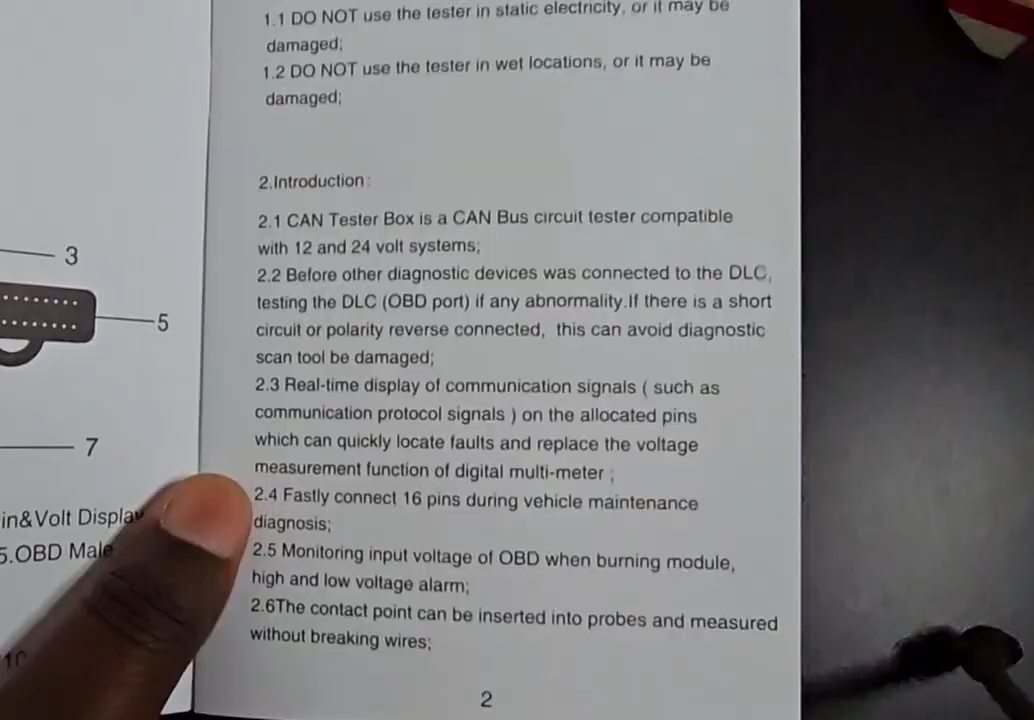 1.1 DO NOT use the tester in static electricity, or it may be
damaged;
1.2 DO NOT use the tester in wet locations, or it may be
damaged;
2.Introduction:
2.1 CAN Tester Box is a CAN Bus circuit tester compatible
with 12 and 24 volt systems;
2.2 Before other diagnostic devices was connected to the DLC,
testing the DLC (OBD port) if any abnormality.If there is a short
circuit or polarity reverse connected, this can avoid diagnostic
scan tool be damaged;
2.3 Real-time display of communication signals ( such as
communication protocol signals ) on the allocated pins
which can quickly locate faults and replace the voltage
measurement function of digital multi-meter ;
2.4 Fastly connect 16 pins during vehicle maintenance
diagnosis;
2.5 Monitoring input voltage of OBD when burning module,
high and low voltage alarm;
2.6The contact point can be inserted into probes and measured
without breaking wires;
2
3
5
7
in&Volt Display
5.OBD Male
10